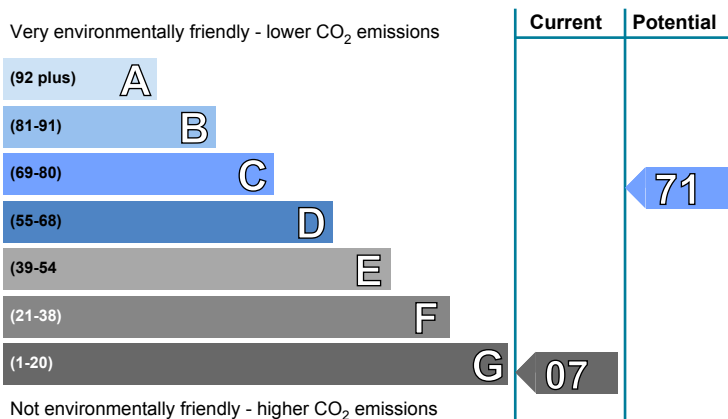 Current Potential
Very environmentally friendly - lower CO2 emissions
(92 plus) A
(81-91) B
(69-80) C
71
(55-68) D
(39-54 E
(21-38) F
(1-20) G
07
Not environmentally friendly - higher CO2 emissions